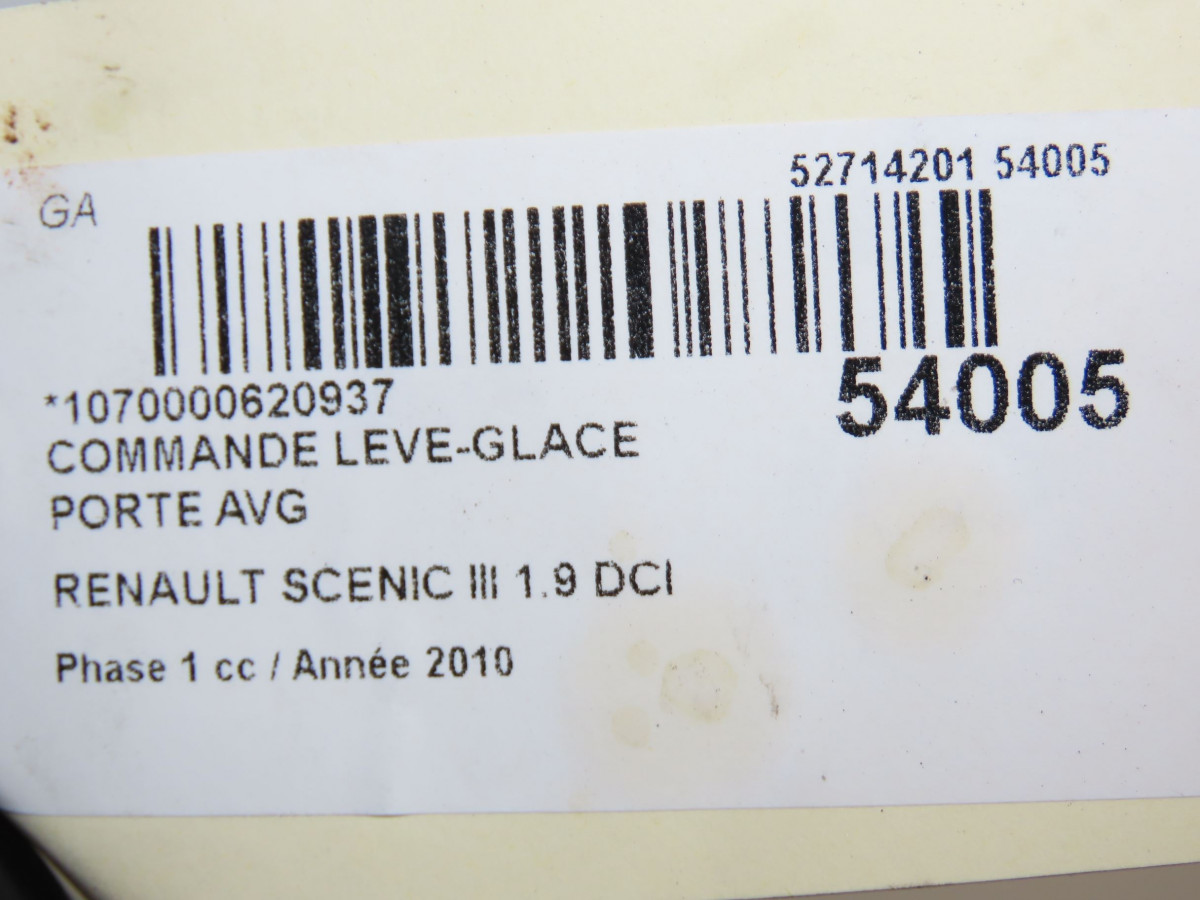 52714201 54005
GA
*1070000620937
54005
COMMANDE LEVE-GLACE
PORTE AVG
RENAULT SCENIC III 1.9 DCI
Phase 1 cc / Année 2010